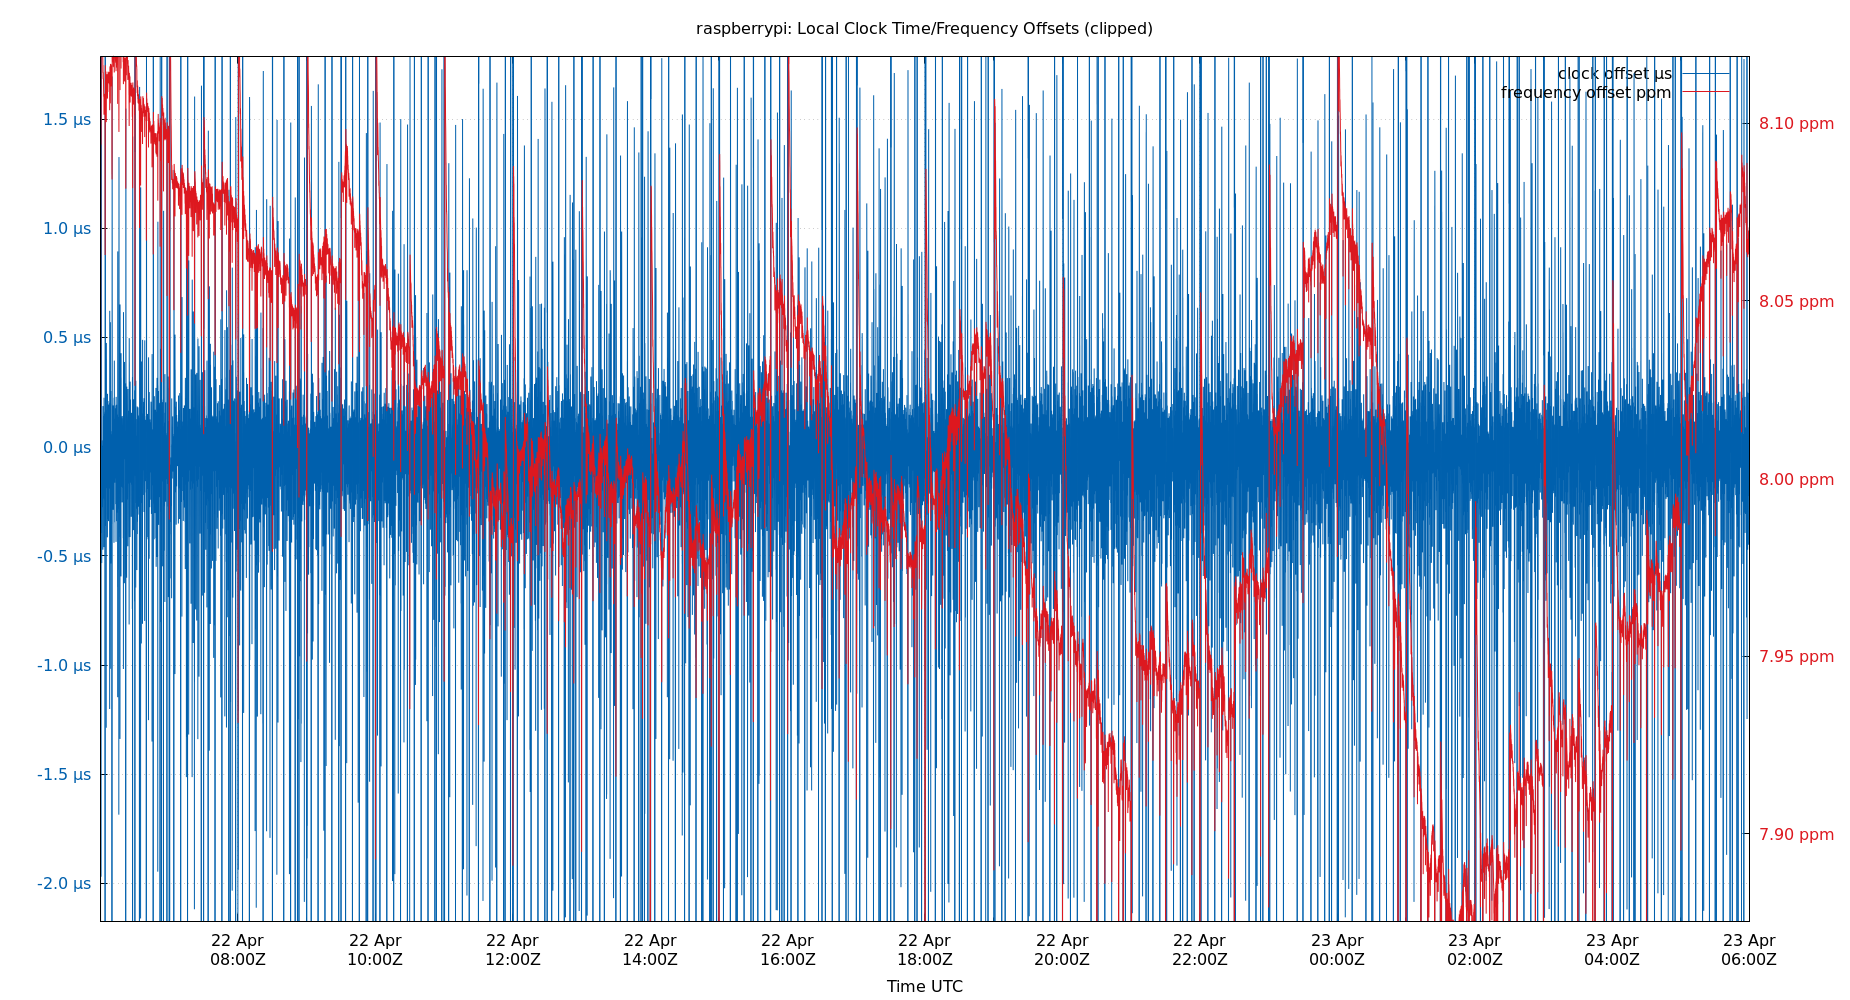 raspberrypi: Local Clock Time/Frequency Offsets (clipped)
clock offset µs
frequency offset ppm
1.5 µs
1.0 µs
0.5 µs
0.0 µs
-0.5 µs
-1.0 µs
-1.5 µs
-2.0 µs
8.10 ppm
8.05 ppm
8.00 ppm
7.95 ppm
7.90 ppm
22 Apr 22 Apr 22 Apr 22 Apr 22 Apr 22 Apr 22 Apr 22 Apr 23 Apr 23 Apr 23 Apr 23 Apr
08:00Z 10:00Z 12:00Z 14:00Z 16:00Z 18:00Z 20:00Z 22:00Z 00:00Z 02:00Z 04:00Z 06:00Z
Time UTC